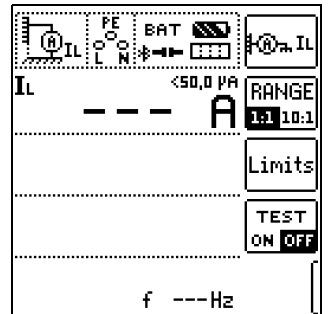 IL PE BAT
L N
IL
IL <50,0 µA
--- A
RANGE
1:1 10:1
Limits
TEST
ON OFF
f ---Hz